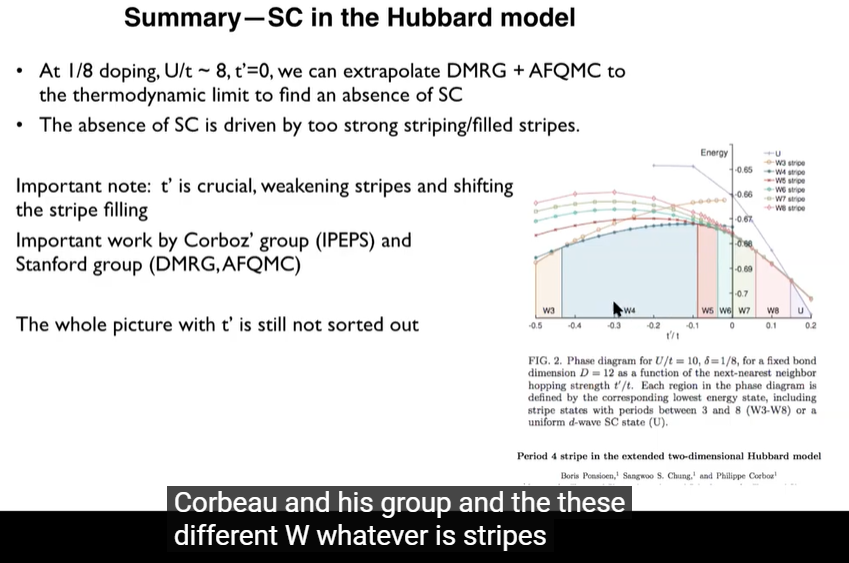 Summary—SC in the Hubbard model
• At 1/8 doping, U/t ~ 8, t'=0, we can extrapolate DMRG + AFQMC to
the thermodynamic limit to find an absence of SC
• The absence of SC is driven by too strong striping/filled stripes.
Important note: t' is crucial, weakening stripes and shifting
the stripe filling
Important work by Corboz' group (IPEPS) and
Stanford group (DMRG, AFQMC)
The whole picture with t' is still not sorted out
Energy
U
W3 stripe
W4 stripe
W5 stripe
W6 stripe
W7 stripe
W8 stripe
-0.65
-0.66
-0.67
-0.68
-0.69
-0.7
W3 W4 W5 W6 W7 W8 U
-0.5 -0.4 -0.3 -0.2 -0.1 0 0.1 0.2
t'/t
FIG. 2. Phase diagram for U/t = 10, δ = 1/8, for a fixed bond
dimension D = 12 as a function of the next-nearest neighbor
hopping strength t'/t. Each region in the phase diagram is
defined by the corresponding lowest energy state, including
stripe states with periods between 3 and 8 (W3-W8) or a
uniform d-wave SC state (U).
Period 4 stripe in the extended two-dimensional Hubbard model
Boris Ponsioen,¹ Sangwoo S. Chung,¹ and Philippe Corboz¹
Corbeau and his group and the these
different W whatever is stripes